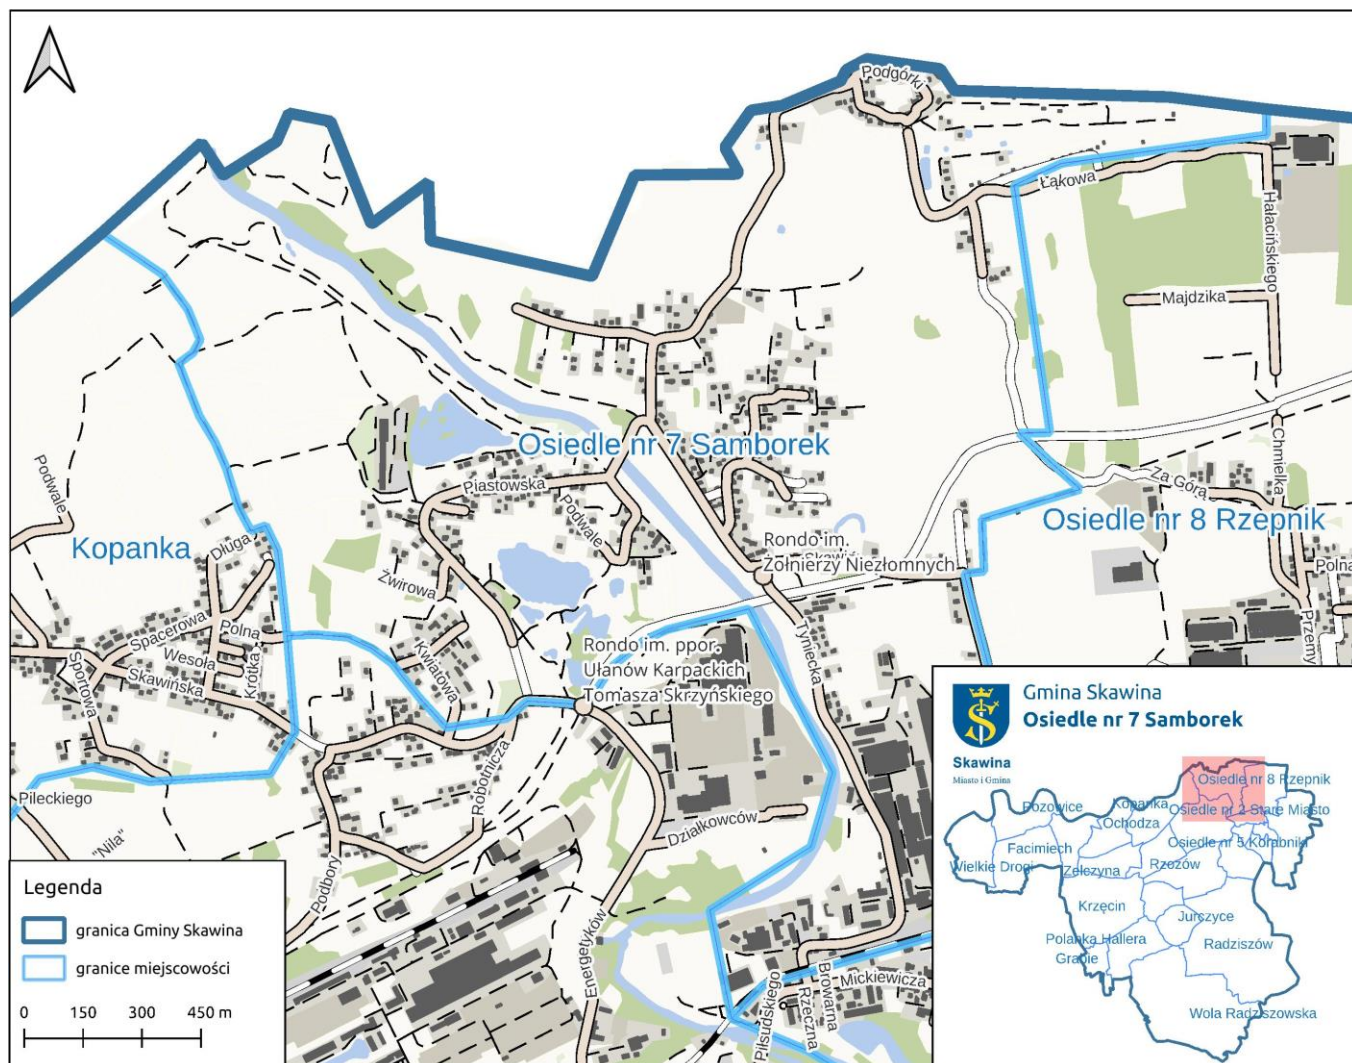 Podgórki
Łąkowa
Hałacińskiego
Majdzika
Osiedle nr 7 Samborek
Chmielka
Podwale
Piastowska
Za Górą
Podwale
Osiedle nr 8 Rzepnik
Kopanka
Długa
Rondo im.
Żołnierzy Niezłomnych
Żwirowa
Polna
Spacerowa
Polna
Wesoła
Krótka
Skawińska
Sportowa
Kwiatowa
Rondo im. ppor.
Ułanów Karpackich
Tomasza Skrzyńskiego
Tyniecka
Przemy
Robotnicza
Pileckiego
"Nila"
Podbory
Działkowców
Energetyków
Piłsudskiego
Rzeczna
Browarna
Mickiewicza
Legenda
granica Gminy Skawina
granice miejscowości
0 150 300 450 m
Skawina
Miasto i Gmina
Gmina Skawina
Osiedle nr 7 Samborek
Osiedle nr 8 Rzepnik
Pozowice
Kopanka
Osiedle nr 2 Stare Miasto
Ochodza
Facimiech
Osiedle nr 5 Korabniki
Wielkie Drogi
Zelczyna
Rzozów
Krzęcin
Jurczyce
Polanka Hallera
Radziszów
Grabie
Wola Radziszowska